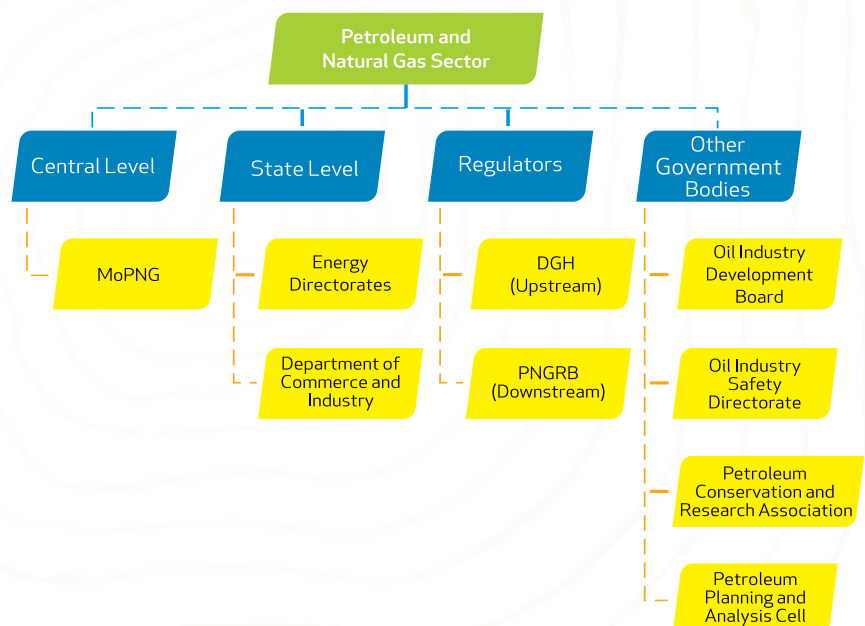 Petroleum and
Natural Gas Sector
Central Level
State Level
Regulators
Other
Government
Bodies
MoPNG
Energy
Directorates
DGH
(Upstream)
Oil Industry
Development
Board
Department of
Commerce and
Industry
PNGRB
(Downstream)
Oil Industry
Safety
Directorate
Petroleum
Conservation and
Research Association
Petroleum
Planning and
Analysis Cell